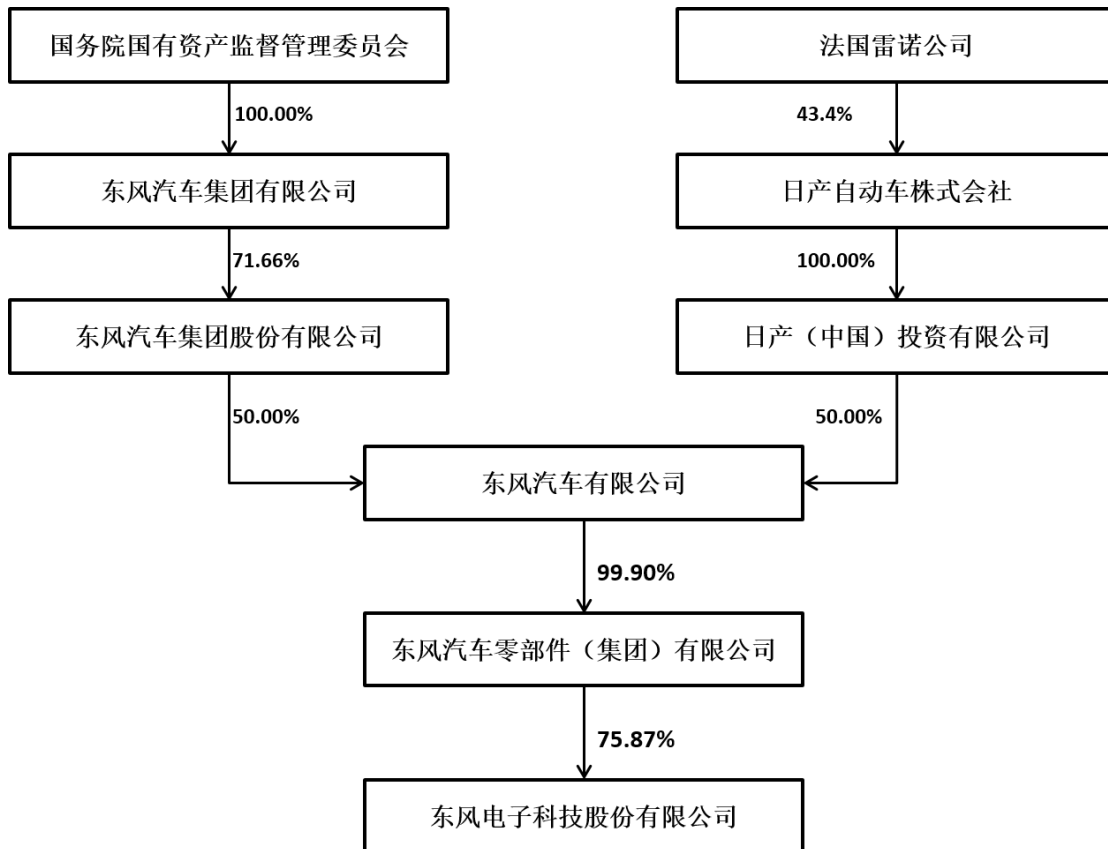 国务院国有资产监督管理委员会
法国雷诺公司
100.00%
43.4%
东风汽车集团有限公司
日产自动车株式会社
71.66%
100.00%
东风汽车集团股份有限公司
日产（中国）投资有限公司
50.00%
50.00%
东风汽车有限公司
99.90%
东风汽车零部件（集团）有限公司
75.87%
东风电子科技股份有限公司